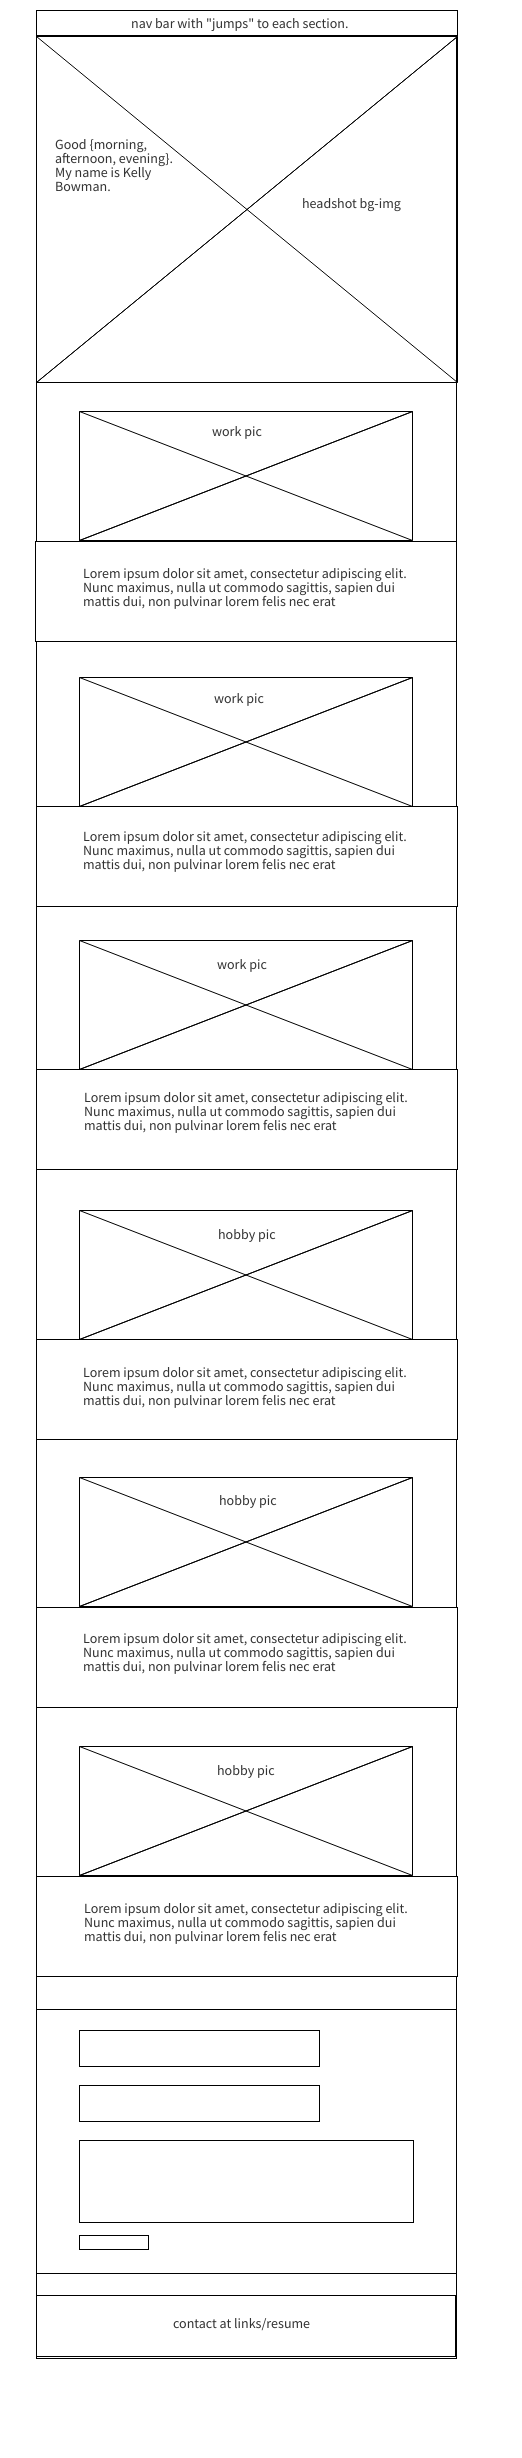 nav bar with "jumps" to each section.
Good {morning,
afternoon, evening}.
My name is Kelly
Bowman.
headshot bg-img
work pic
Lorem ipsum dolor sit amet, consectetur adipiscing elit.
Nunc maximus, nulla ut commodo sagittis, sapien dui
mattis dui, non pulvinar lorem felis nec erat
work pic
Lorem ipsum dolor sit amet, consectetur adipiscing elit.
Nunc maximus, nulla ut commodo sagittis, sapien dui
mattis dui, non pulvinar lorem felis nec erat
work pic
Lorem ipsum dolor sit amet, consectetur adipiscing elit.
Nunc maximus, nulla ut commodo sagittis, sapien dui
mattis dui, non pulvinar lorem felis nec erat
hobby pic
Lorem ipsum dolor sit amet, consectetur adipiscing elit.
Nunc maximus, nulla ut commodo sagittis, sapien dui
mattis dui, non pulvinar lorem felis nec erat
hobby pic
Lorem ipsum dolor sit amet, consectetur adipiscing elit.
Nunc maximus, nulla ut commodo sagittis, sapien dui
mattis dui, non pulvinar lorem felis nec erat
hobby pic
Lorem ipsum dolor sit amet, consectetur adipiscing elit.
Nunc maximus, nulla ut commodo sagittis, sapien dui
mattis dui, non pulvinar lorem felis nec erat
contact at links/resume